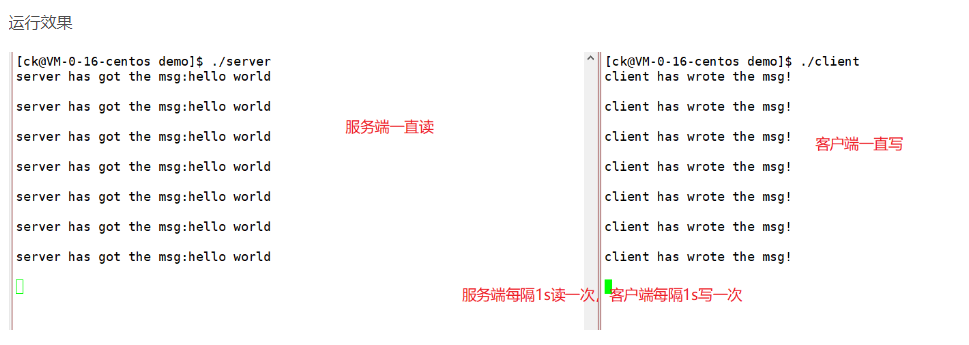 运行效果
[ck@VM-0-16-centos demo]$ ./server
server has got the msg:hello world
server has got the msg:hello world
server has got the msg:hello world
server has got the msg:hello world
server has got the msg:hello world
server has got the msg:hello world
server has got the msg:hello world
服务端一直读
[ck@VM-0-16-centos demo]$ ./client
client has wrote the msg!
client has wrote the msg!
client has wrote the msg!
client has wrote the msg!
client has wrote the msg!
client has wrote the msg!
client has wrote the msg!
客户端一直写
服务端每隔1s读一次，客户端每隔1s写一次